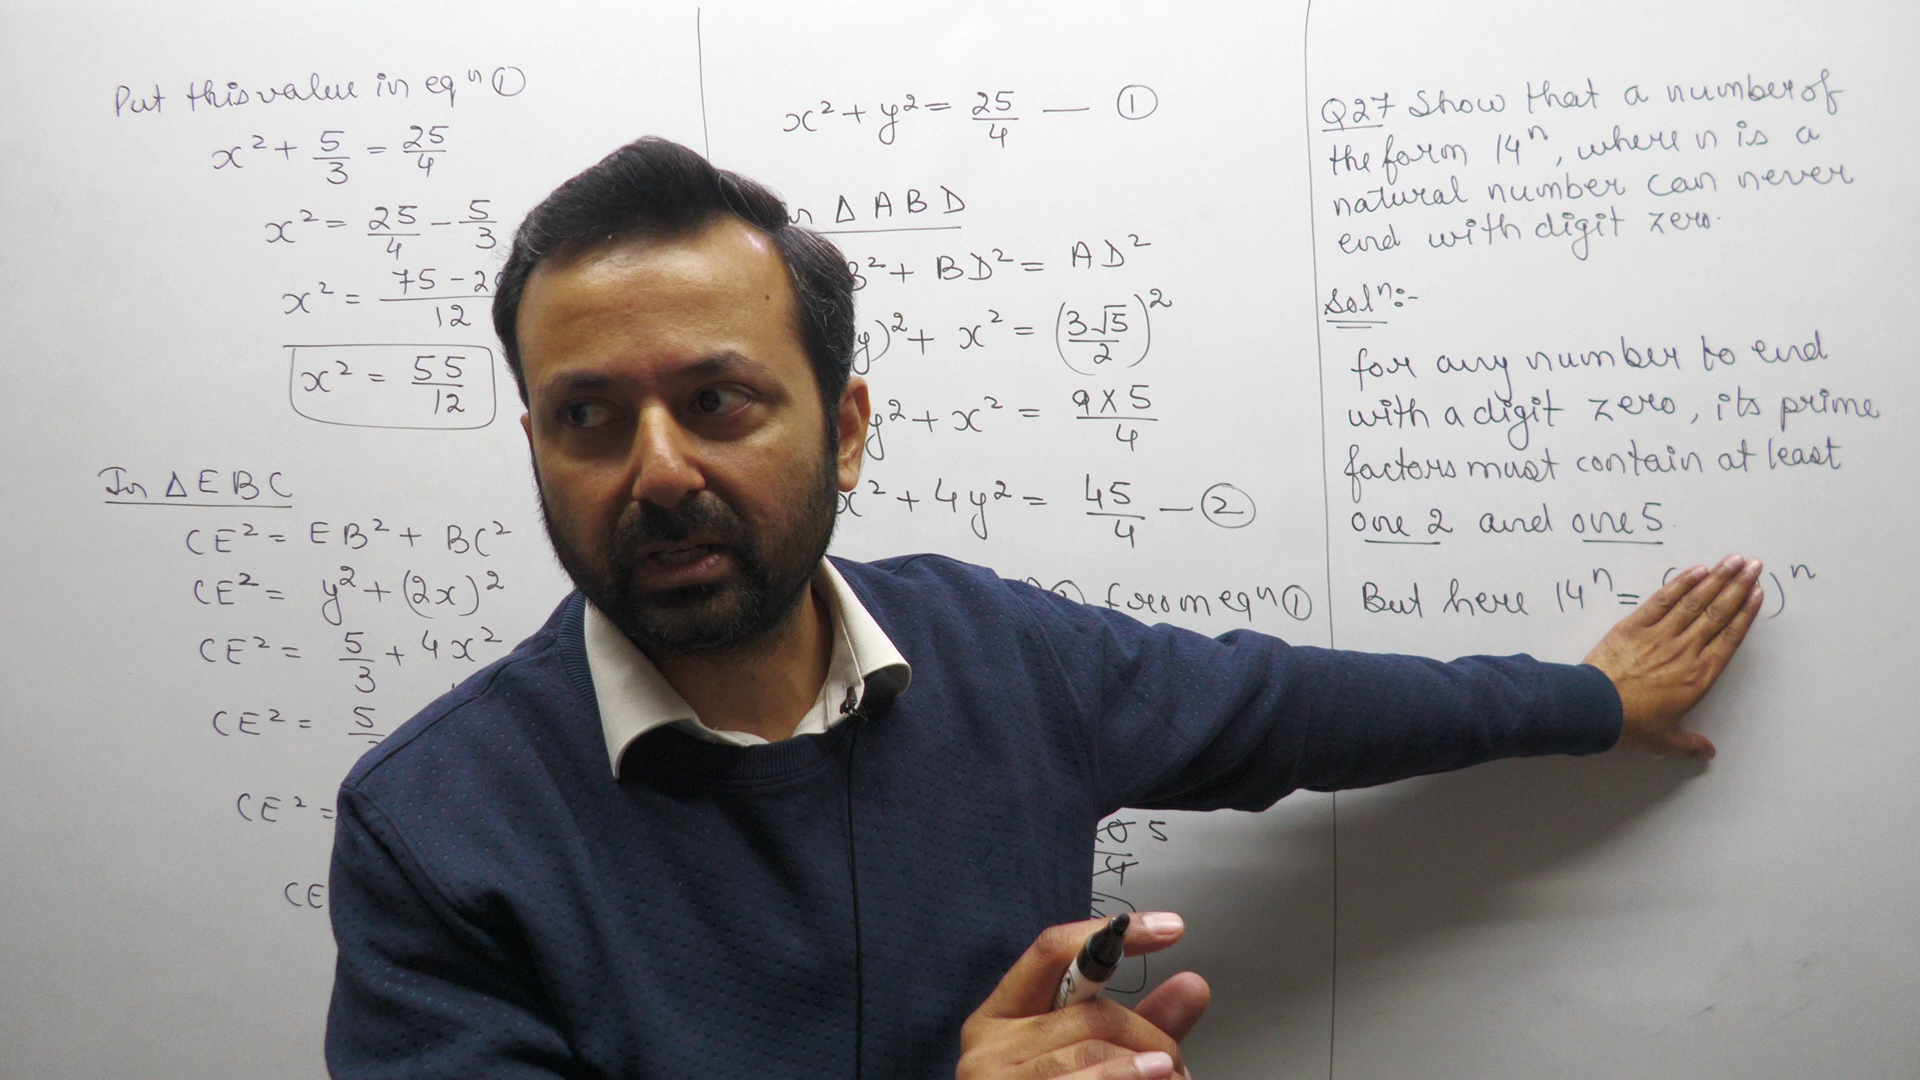 Put this value in eqⁿ ①
x² + 5/3 = 25/4
x² = 25/4 - 5/3
x² = 75 - 2 / 12
x² = 55/12
In △ E B C
CE² = EB² + BC²
CE² = y² + (2x)²
CE² = 5/3 + 4x²
CE² = 5
CE² =
CE
x² + y² = 25/4 — ①
△ A B D
² + BD² = AD²
y)² + x² = (3√5/2)²
y² + x² = 9 X 5 / 4
x² + 4y² = 45/4 — ②
from eqⁿ ①
5
4
Q27 Show that a number of
the form 14ⁿ, where n is a
natural number can never
end with digit zero.
Solⁿ:-
for any number to end
with a digit zero, its prime
factors must contain at least
one 2 and one 5.
But here 14ⁿ = ( )ⁿ